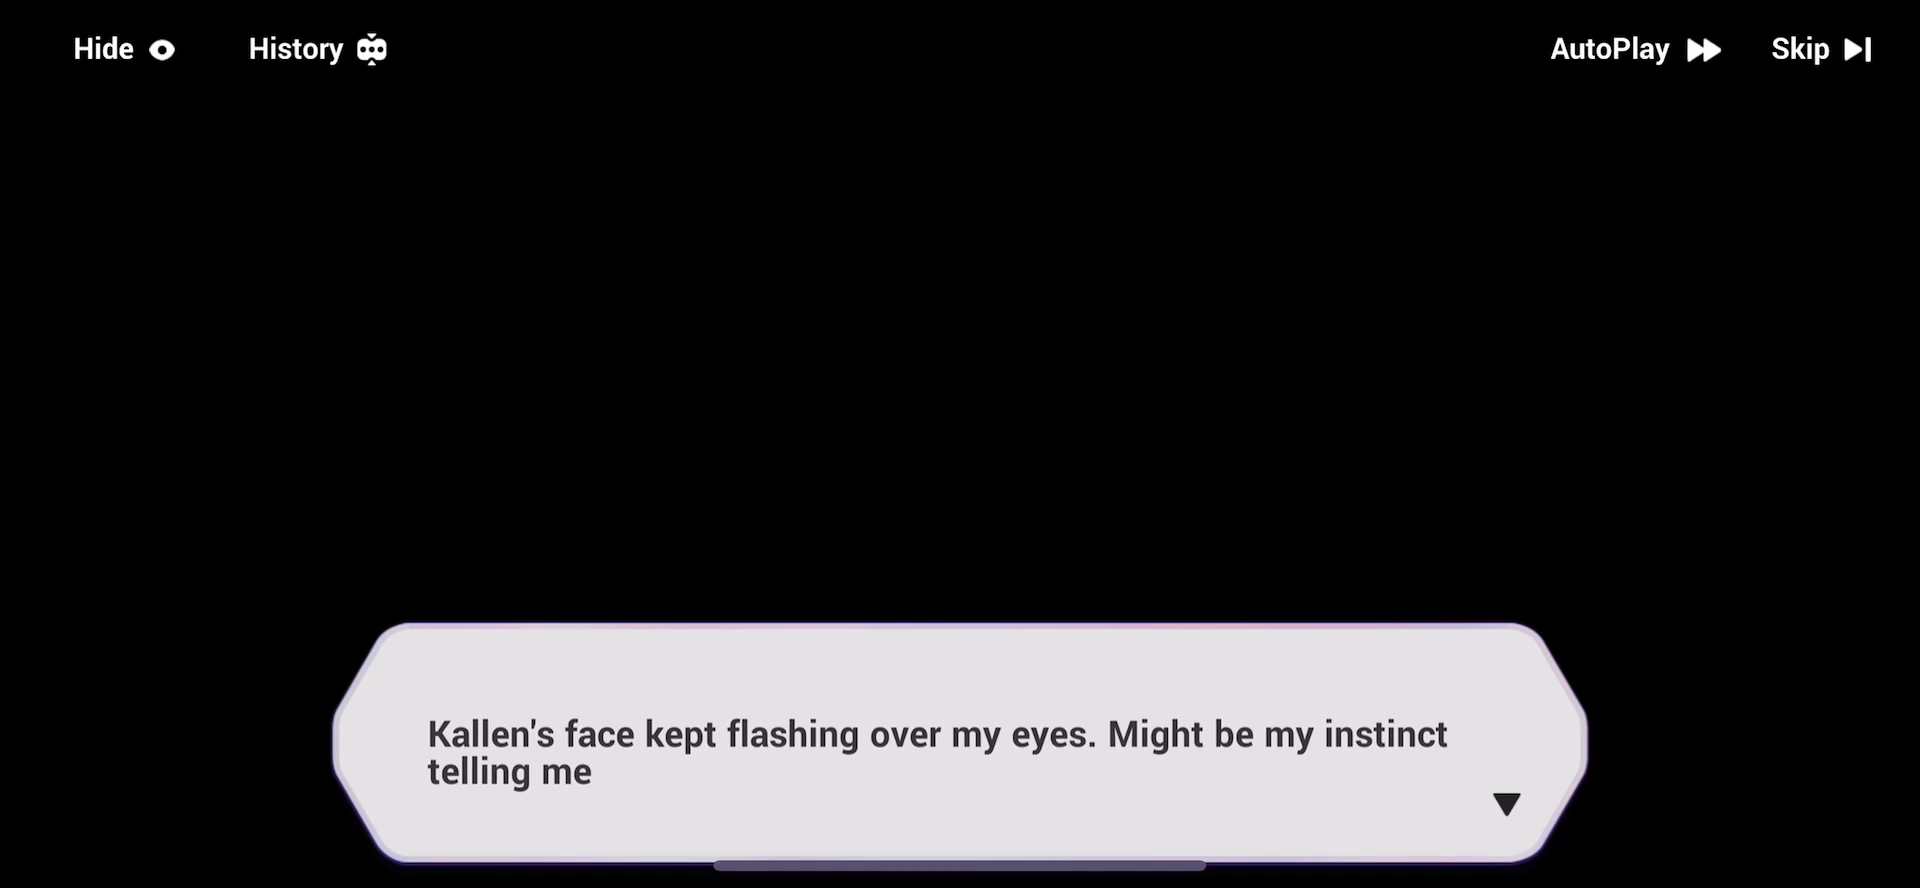 Hide
History
AutoPlay
Skip
Kallen's face kept flashing over my eyes. Might be my instinct
telling me